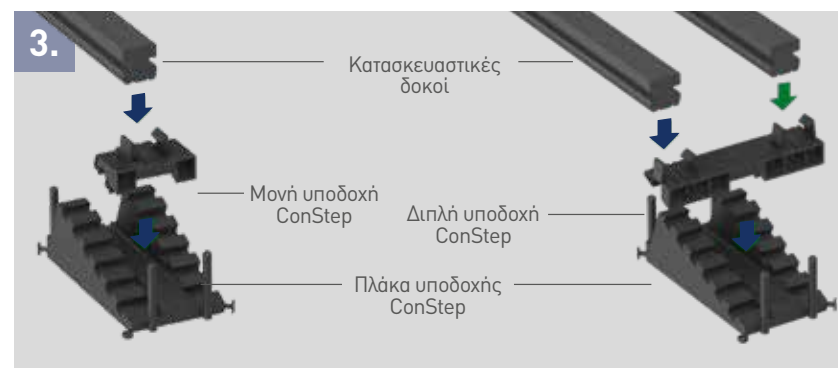 3.
Κατασκευαστικές
δοκοί
Μονή υποδοχή
ConStep
Διπλή υποδοχή
ConStep
Πλάκα υποδοχής
ConStep